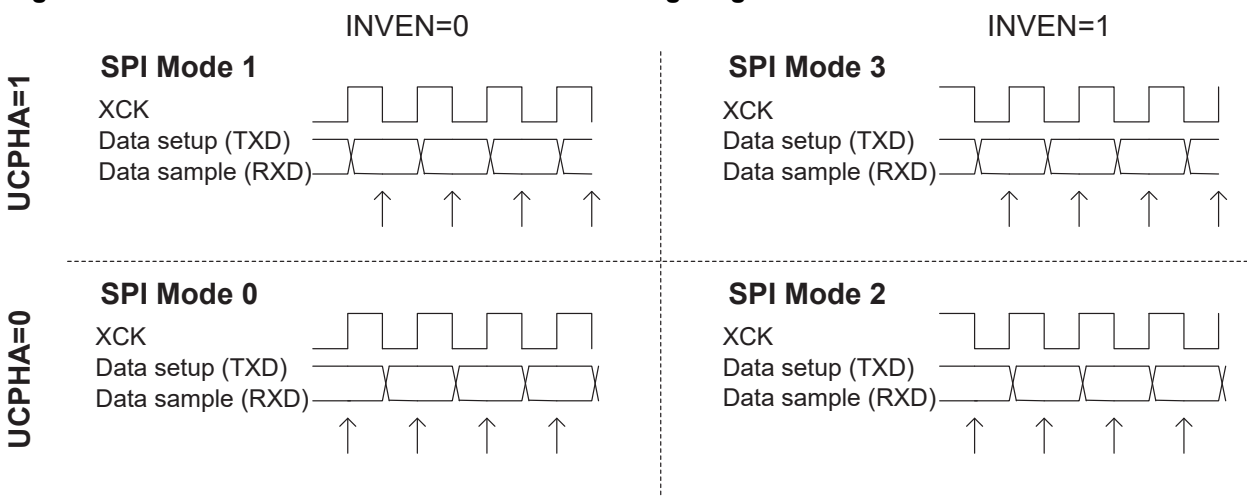 INVEN=0
INVEN=1
UCPHA=1
SPI Mode 1
XCK
Data setup (TXD)
Data sample (RXD)
SPI Mode 3
XCK
Data setup (TXD)
Data sample (RXD)
UCPHA=0
SPI Mode 0
XCK
Data setup (TXD)
Data sample (RXD)
SPI Mode 2
XCK
Data setup (TXD)
Data sample (RXD)